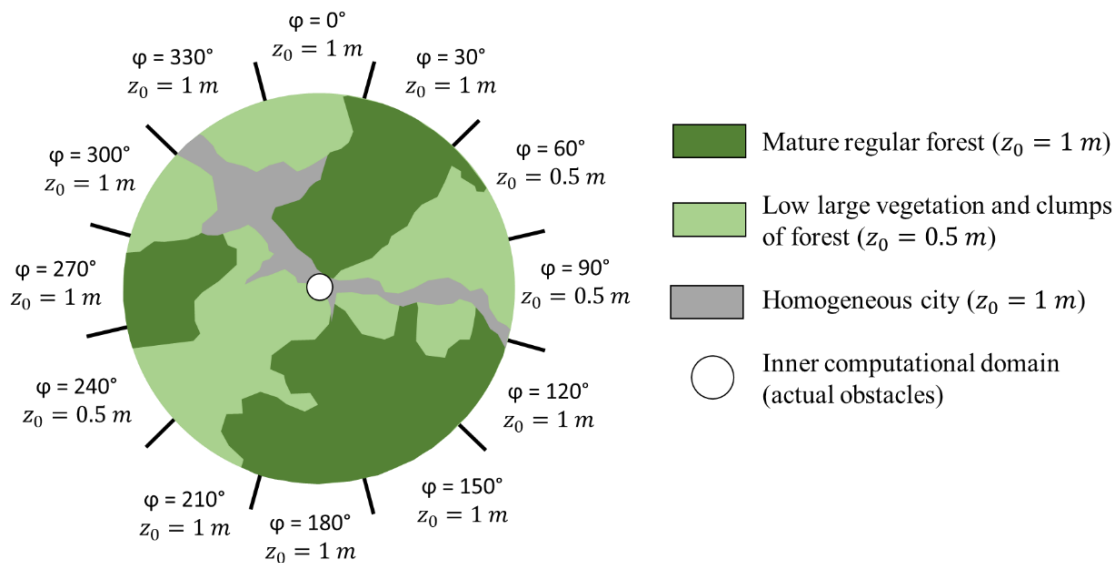 φ = 0°
z₀ = 1 m
φ = 30°
z₀ = 1 m
φ = 60°
z₀ = 0.5 m
φ = 90°
z₀ = 0.5 m
φ = 120°
z₀ = 1 m
φ = 150°
z₀ = 1 m
φ = 180°
z₀ = 1 m
φ = 210°
z₀ = 1 m
φ = 240°
z₀ = 0.5 m
φ = 270°
z₀ = 1 m
φ = 300°
z₀ = 1 m
φ = 330°
z₀ = 1 m
Mature regular forest (z₀ = 1 m)
Low large vegetation and clumps
of forest (z₀ = 0.5 m)
Homogeneous city (z₀ = 1 m)
Inner computational domain
(actual obstacles)